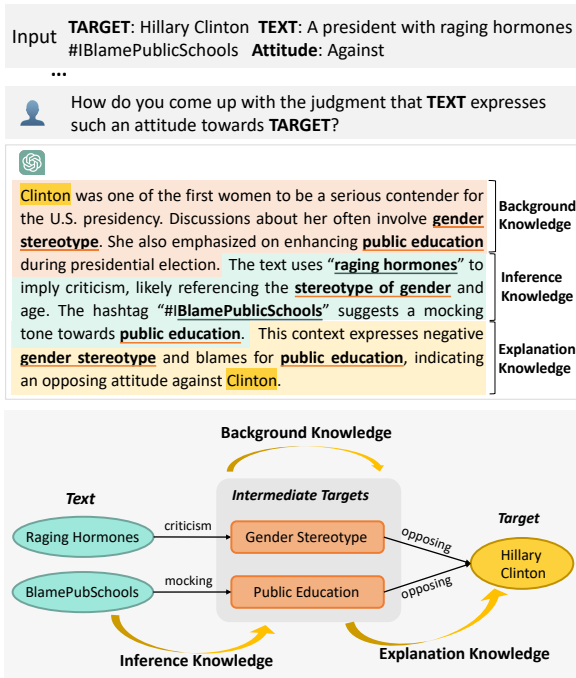 Input TARGET: Hillary Clinton TEXT: A president with raging hormones
#IBlamePublicSchools Attitude: Against
...
How do you come up with the judgment that TEXT expresses
such an attitude towards TARGET?
Clinton was one of the first women to be a serious contender for
the U.S. presidency. Discussions about her often involve gender
stereotype. She also emphasized on enhancing public education
during presidential election. The text uses “raging hormones” to
imply criticism, likely referencing the stereotype of gender and
age. The hashtag “#IBlamePublicSchools” suggests a mocking
tone towards public education. This context expresses negative
gender stereotype and blames for public education, indicating
an opposing attitude against Clinton.
Background
Knowledge
Inference
Knowledge
Explanation
Knowledge
Background Knowledge
Text
Intermediate Targets
Target
Raging Hormones
criticism
Gender Stereotype
opposing
Hillary
Clinton
BlamePubSchools
mocking
Public Education
opposing
Inference Knowledge
Explanation Knowledge